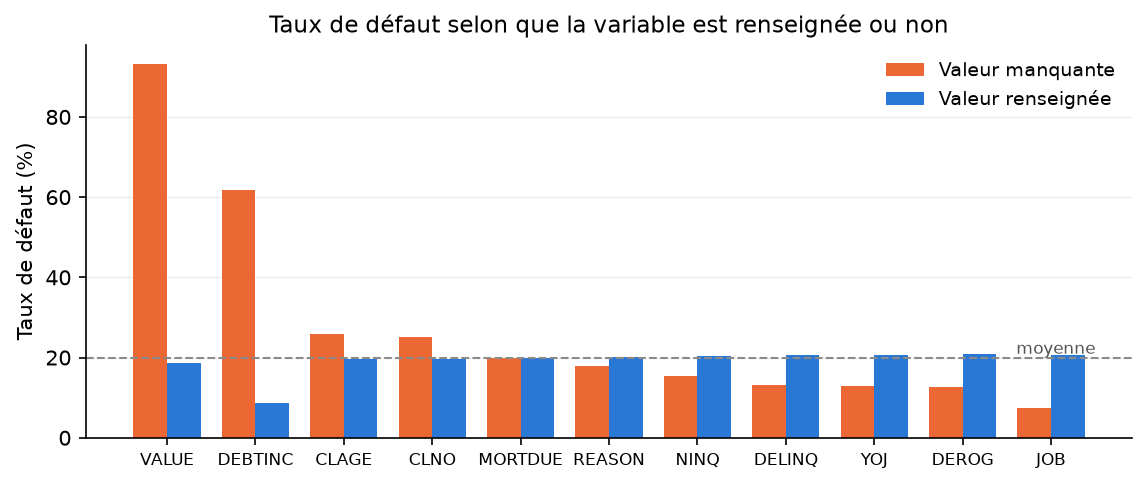 Taux de défaut selon que la variable est renseignée ou non
Valeur manquante
Valeur renseignée
Taux de défaut (%)
80
60
40
20
0
moyenne
VALUE DEBTINC CLAGE CLNO MORTDUE REASON NINQ DELINQ YOJ DEROG JOB